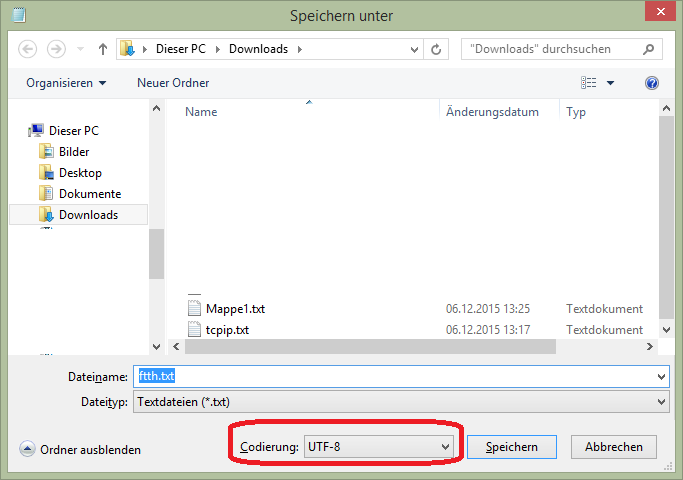 Speichern unter
Dieser PC Downloads "Downloads" durchsuchen
Organisieren Neuer Ordner
Name Änderungsdatum Typ
Dieser PC
Bilder
Desktop
Dokumente
Downloads
Mappe1.txt 06.12.2015 13:25 Textdokument
tcpip.txt 06.12.2015 13:17 Textdokument
Dateiname: ftth.txt
Dateityp: Textdateien (*.txt)
Ordner ausblenden Codierung: UTF-8 Speichern Abbrechen